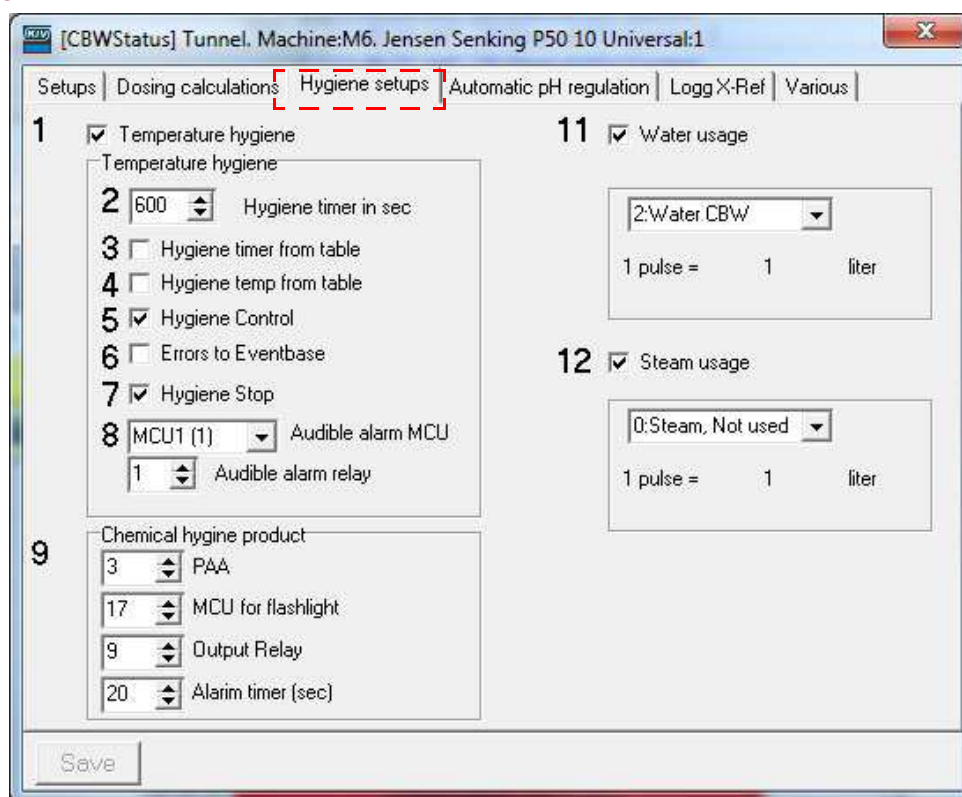 KIV [CBWStatus] Tunnel. Machine:M6. Jensen Senking P50 10 Universal:1
Setups Dosing calculations Hygiene setups Automatic pH regulation Logg X-Ref Various
1 Temperature hygiene
Temperature hygiene
2 600 Hygiene timer in sec
3 Hygiene timer from table
4 Hygiene temp from table
5 Hygiene Control
6 Errors to Eventbase
7 Hygiene Stop
8 MCU1 (1) Audible alarm MCU
1 Audible alarm relay
9 Chemical hygine product
3 PAA
17 MCU for flashlight
9 Output Relay
20 Alarim timer (sec)
11 Water usage
2:Water CBW
1 pulse = 1 liter
12 Steam usage
0:Steam, Not used
1 pulse = 1 liter
Save